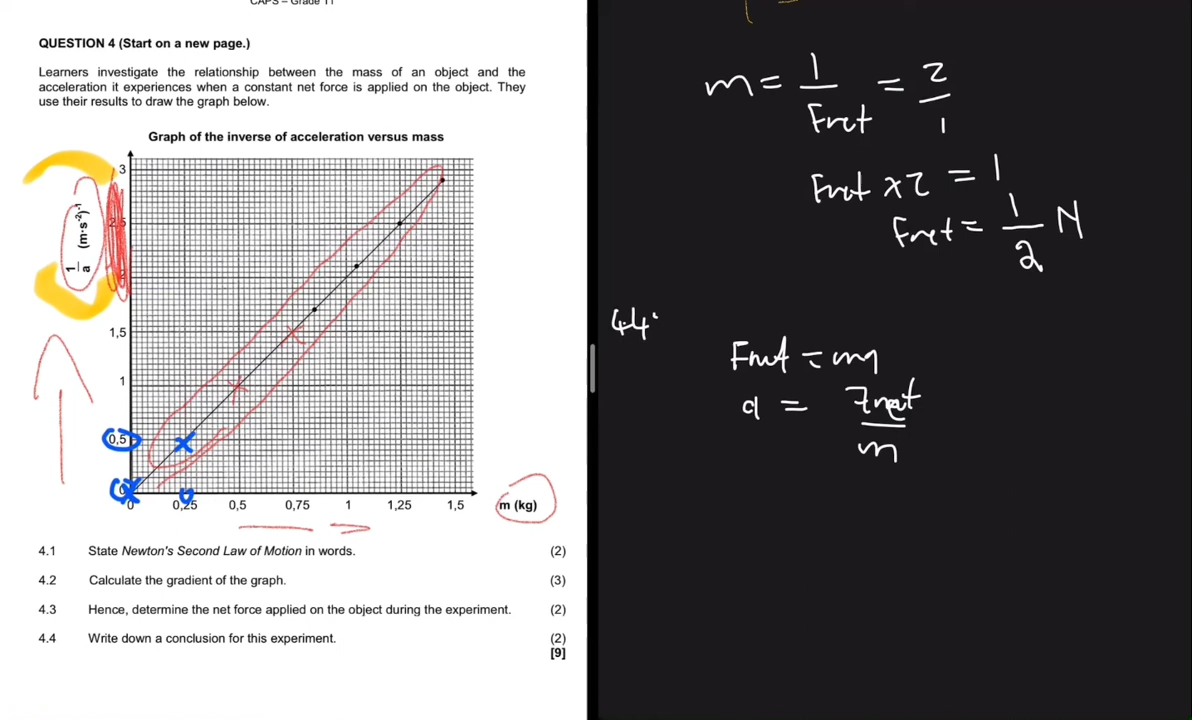 CAPS – Grade 11
QUESTION 4 (Start on a new page.)
Learners investigate the relationship between the mass of an object and the
acceleration it experiences when a constant net force is applied on the object. They
use their results to draw the graph below.
Graph of the inverse of acceleration versus mass
3
2,5
2
1,5
1
0,5
0
1/a (m·s⁻²)⁻¹
0 0,25 0,5 0,75 1 1,25 1,5 m (kg)
4.1 State Newton's Second Law of Motion in words. (2)
4.2 Calculate the gradient of the graph. (3)
4.3 Hence, determine the net force applied on the object during the experiment. (2)
4.4 Write down a conclusion for this experiment. (2)
[9]
m = 1/Fnet = 2/1
Fnet x 2 = 1
Fnet = 1/2 N
4.4.
Fnet = ma
a = Fnet/m